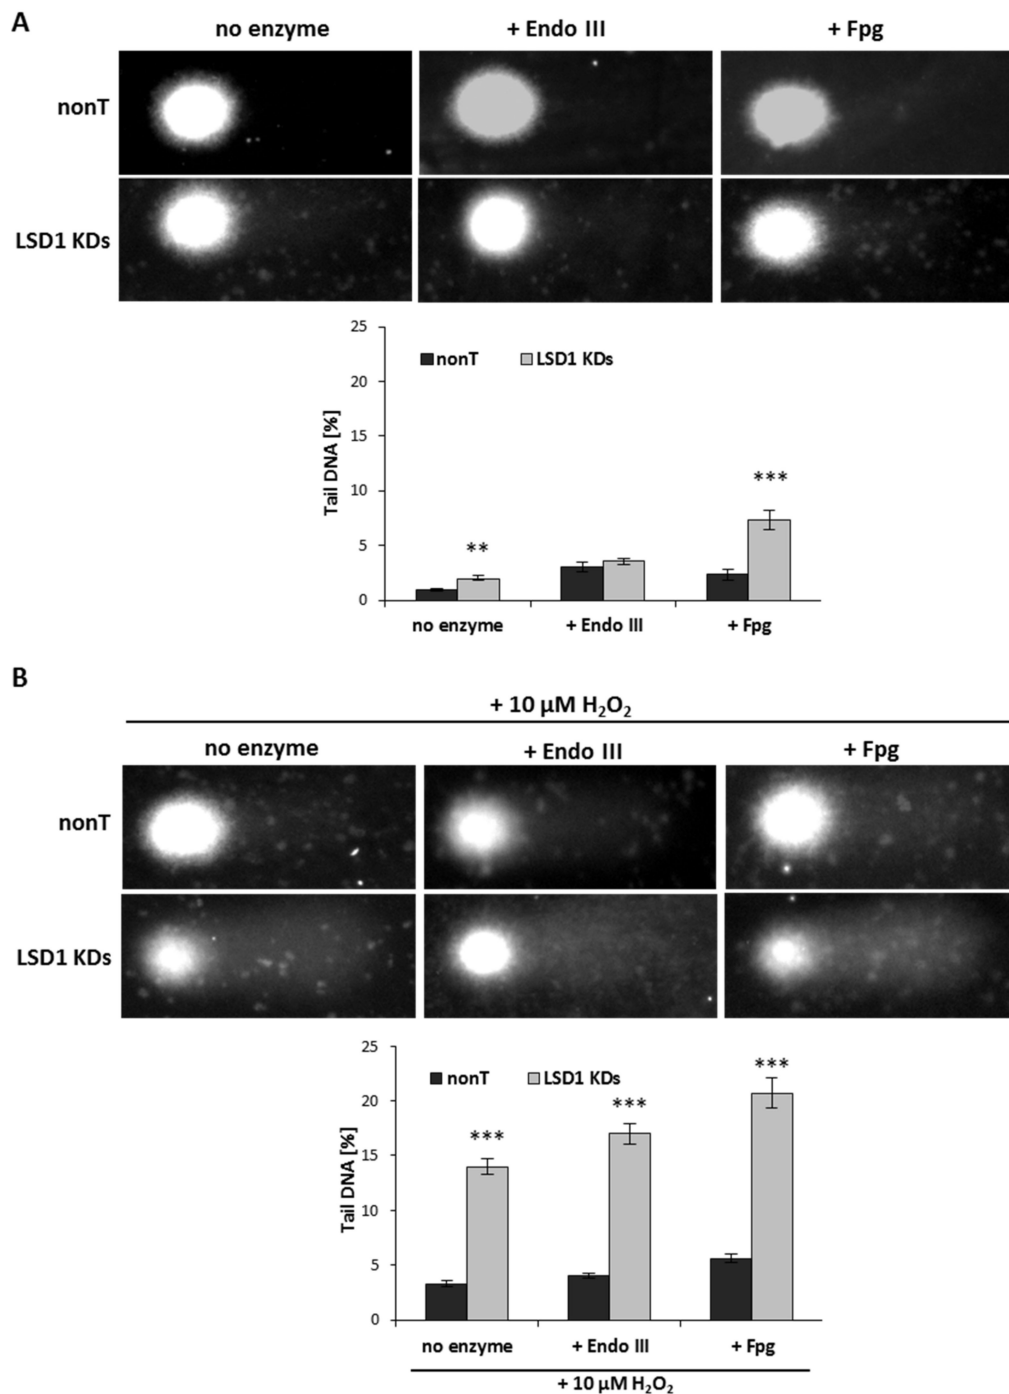 A
no enzyme + Endo III + Fpg
nonT
LSD1 KDs
25
nonT LSD1 KDs
20
15
10
5
0
Tail DNA [%]
**
***
no enzyme + Endo III + Fpg
B
+ 10 µM H₂O₂
no enzyme + Endo III + Fpg
nonT
LSD1 KDs
25
nonT LSD1 KDs
20
15
10
5
0
Tail DNA [%]
***
***
***
no enzyme + Endo III + Fpg
+ 10 µM H₂O₂